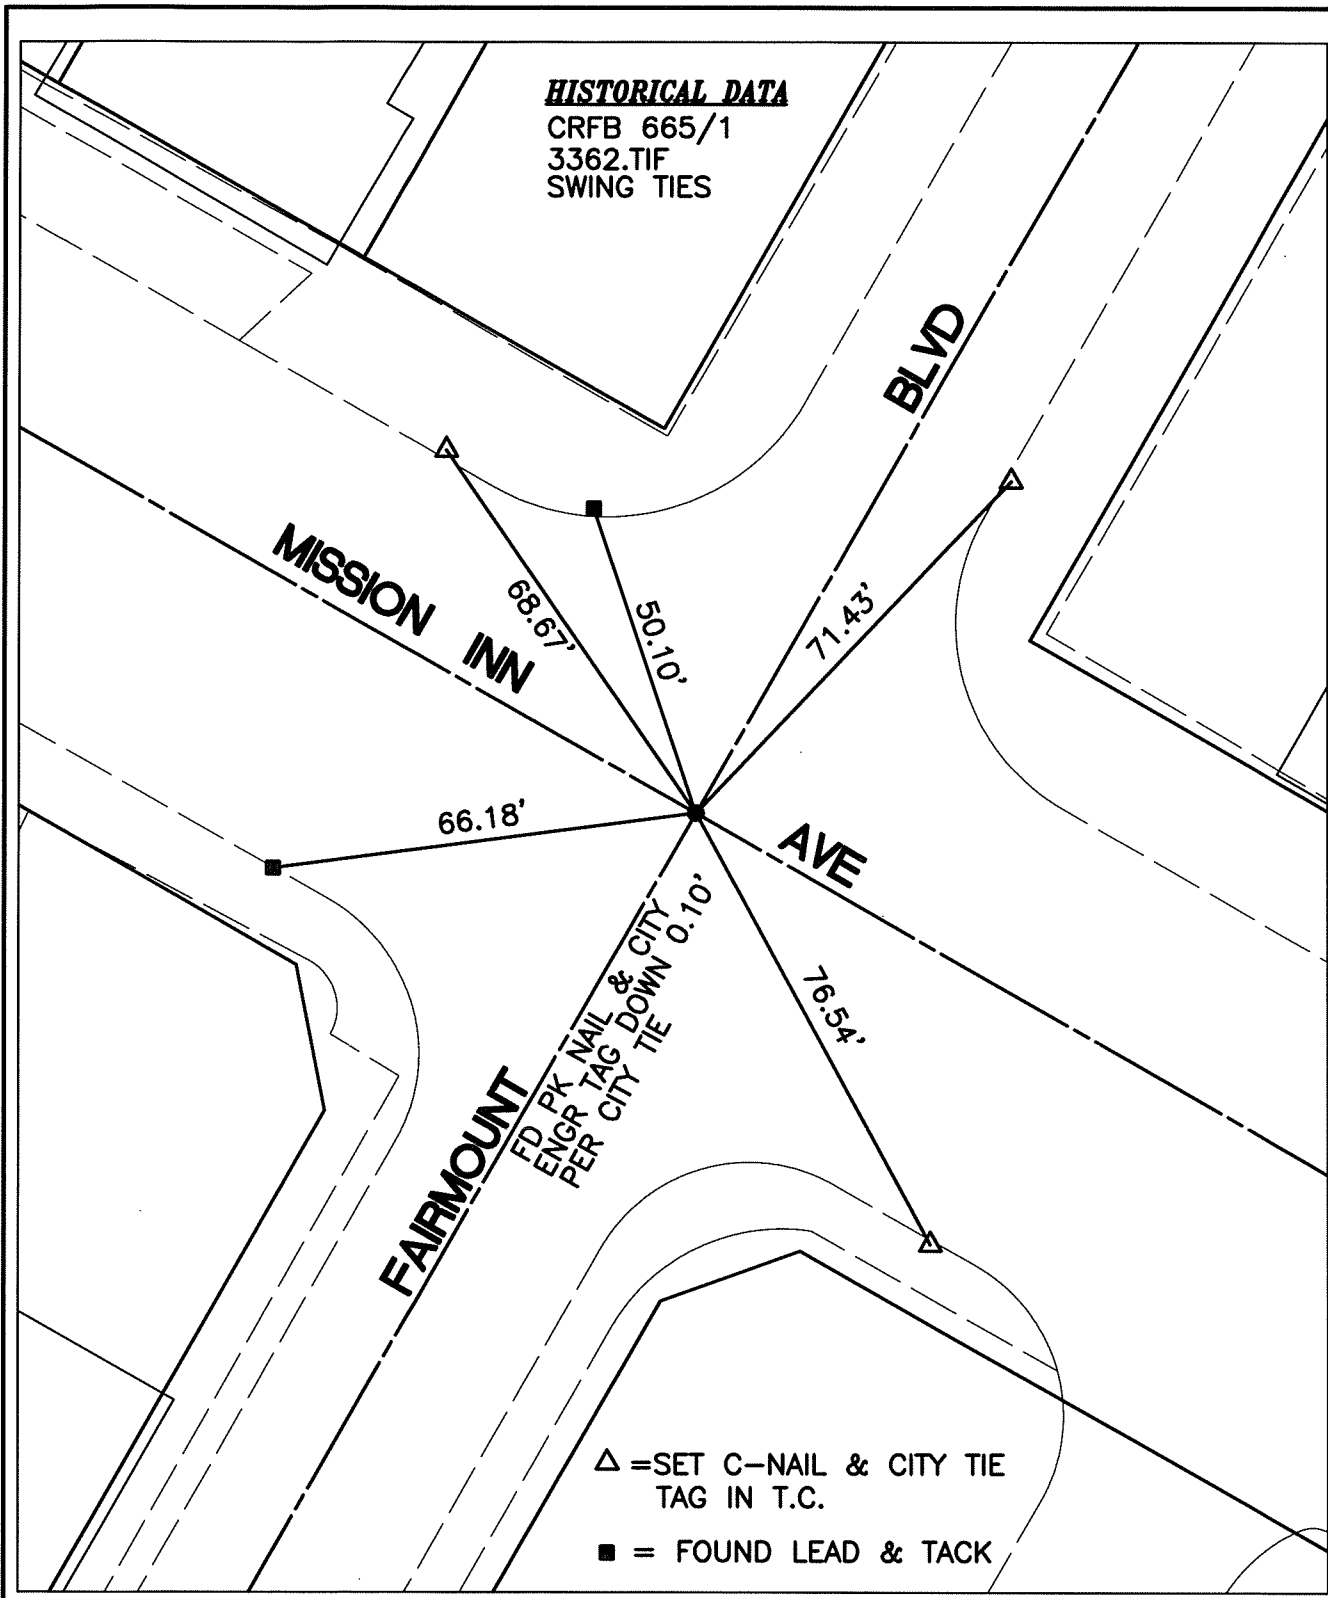 HISTORICAL DATA
CRFB 665/1
3362.TIF
SWING TIES
BLVD
MISSION INN
68.67'
50.10'
71.43'
66.18'
AVE
76.54'
FAIRMOUNT
FD PK NAIL & CITY
ENGR TAG DOWN 0.10'
PER CITY TIE
△ =SET C-NAIL & CITY TIE
TAG IN T.C.
■ = FOUND LEAD & TACK